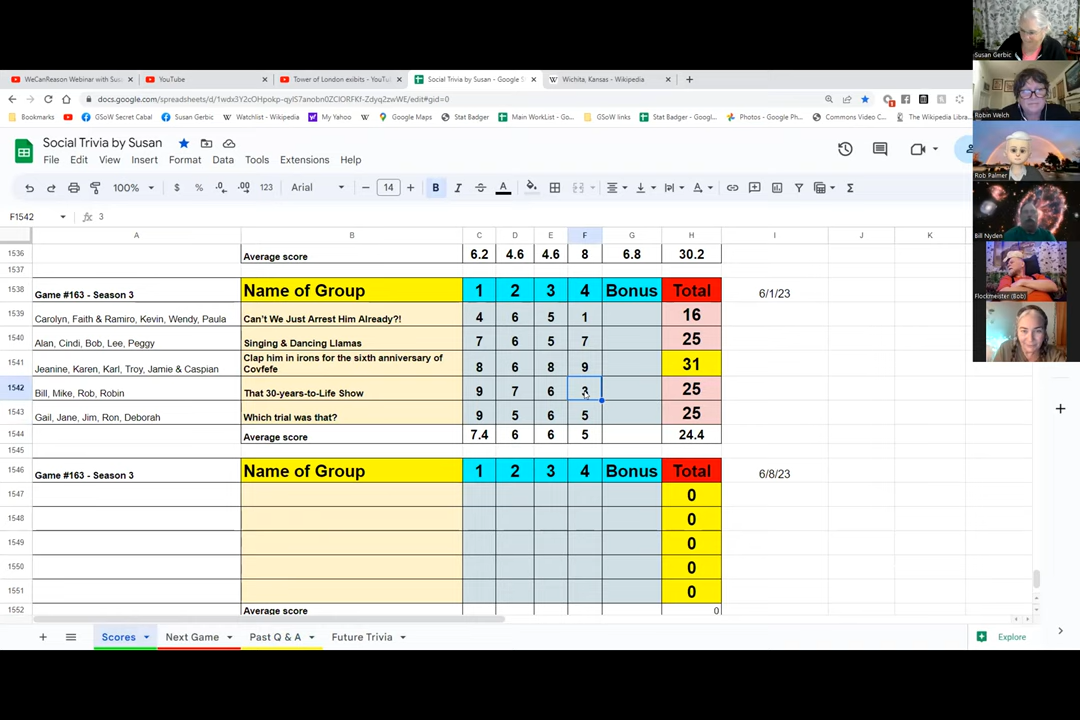 WeCanReason Webinar with Sus
YouTube
Tower of London exibits - YouTu
Social Trivia by Susan - Google S
Wichita, Kansas - Wikipedia
docs.google.com/spreadsheets/d/1wdx3Y2cOHpokp-qyIS7anobn0ZCIORFKf-Zdyq2zwWE/edit#gid=0
Bookmarks
GSoW Secret Cabal
Susan Gerbic
Watchlist - Wikipedia
My Yahoo
Google Maps
Stat Badger
Main WorkList - Go...
GSoW links
Stat Badger - Googl...
Photos - Google Ph...
Commons Video C...
The Wikipedia Libra...
Social Trivia by Susan
File Edit View Insert Format Data Tools Extensions Help
100% $ % .0 .00 123 Arial 14 B I
F1542 fx 3
A B C D E F G H I J K
1536 Average score 6.2 4.6 4.6 8 6.8 30.2
1537
1538 Game #163 - Season 3 Name of Group 1 2 3 4 Bonus Total 6/1/23
1539 Carolyn, Faith & Ramiro, Kevin, Wendy, Paula Can't We Just Arrest Him Already?! 4 6 5 1 16
1540 Alan, Cindi, Bob, Lee, Peggy Singing & Dancing Llamas 7 6 5 7 25
Clap him in irons for the sixth anniversary of
1541 Jeanine, Karen, Karl, Troy, Jamie & Caspian Covfefe 8 6 8 9 31
1542 Bill, Mike, Rob, Robin That 30-years-to-Life Show 9 7 6 3 25
1543 Gail, Jane, Jim, Ron, Deborah Which trial was that? 9 5 6 5 25
1544 Average score 7.4 6 6 5 24.4
1545
1546 Game #163 - Season 3 Name of Group 1 2 3 4 Bonus Total 6/8/23
1547 0
1548 0
1549 0
1550 0
1551 0
1552 Average score 0
Scores
Next Game
Past Q & A
Future Trivia
Explore
Susan Gerbic
Robin Welch
Rob Palmer
Bill Nyden
Flockmeister (Bob)